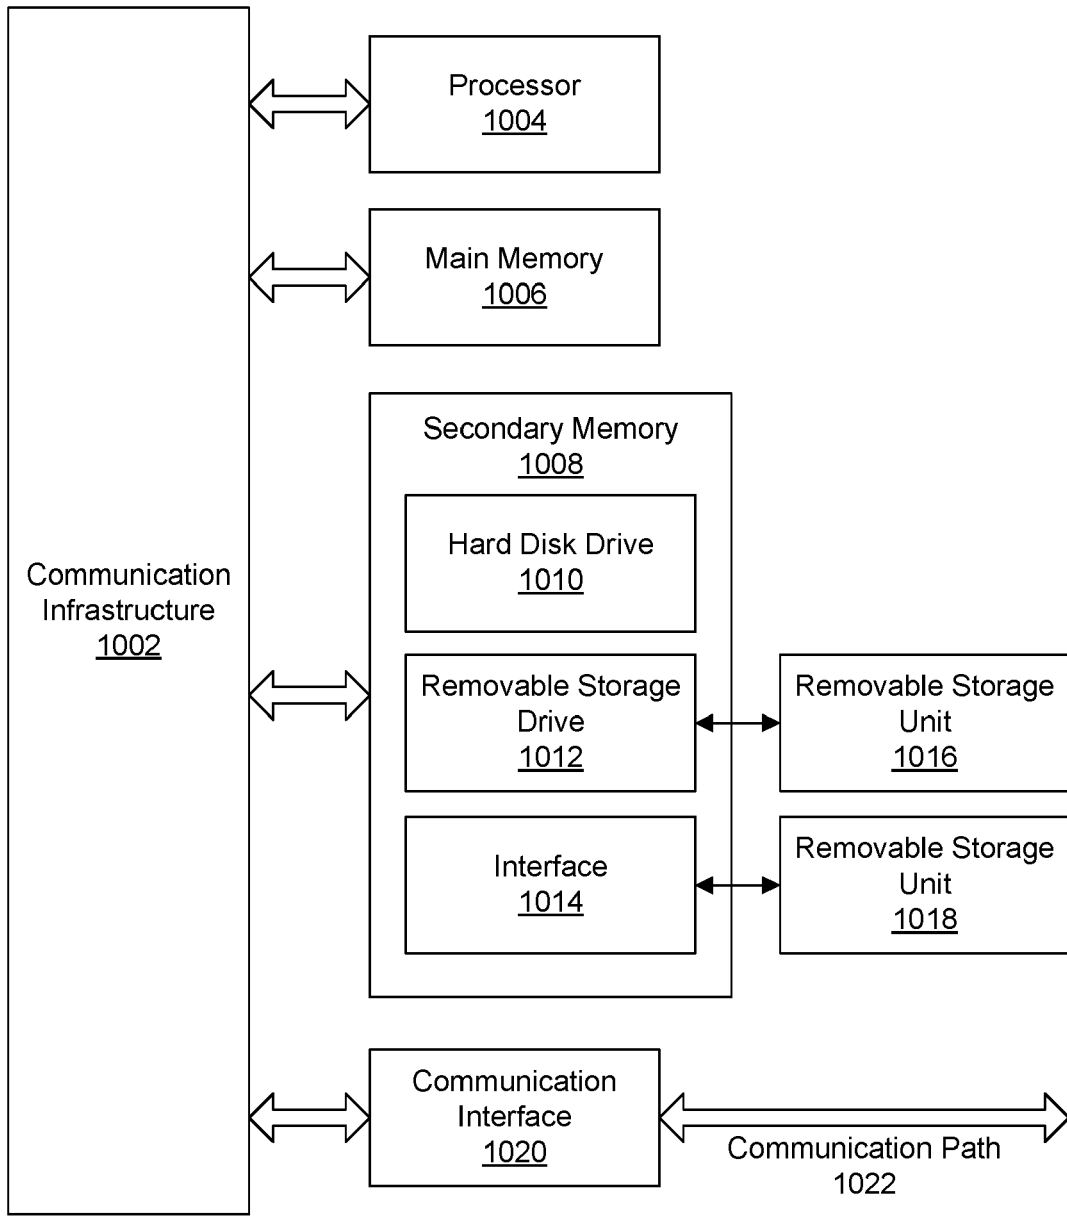 Processor
1004
Main Memory
1006
Secondary Memory
1008
Hard Disk Drive
1010
Communication
Infrastructure
1002
Removable Storage
Drive
1012
Removable Storage
Unit
1016
Interface
1014
Removable Storage
Unit
1018
Communication
Interface
1020
Communication Path
1022